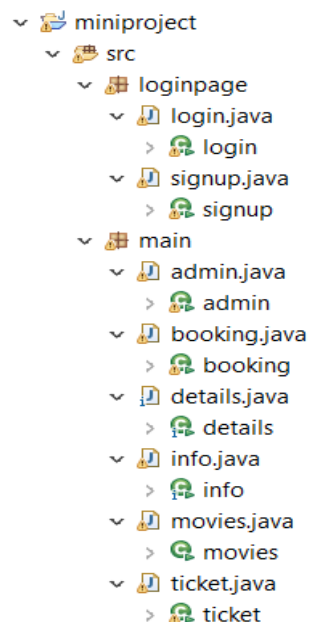 miniproject
src
loginpage
login.java
login
signup.java
signup
main
admin.java
admin
booking.java
booking
details.java
details
info.java
info
movies.java
movies
ticket.java
ticket